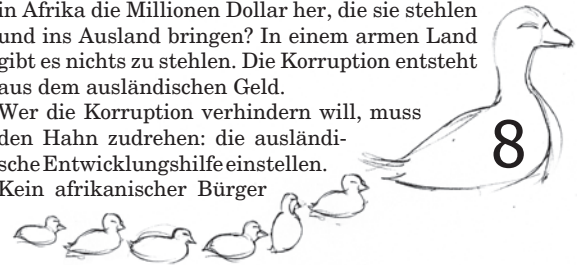 in Afrika die Millionen Dollar her, die sie stehlen
und ins Ausland bringen? In einem armen Land
gibt es nichts zu stehlen. Die Korruption entsteht
aus dem ausländischen Geld.
Wer die Korruption verhindern will, muss
den Hahn zudrehen: die ausländi-
sche Entwicklungshilfe einstellen.
Kein afrikanischer Bürger
8